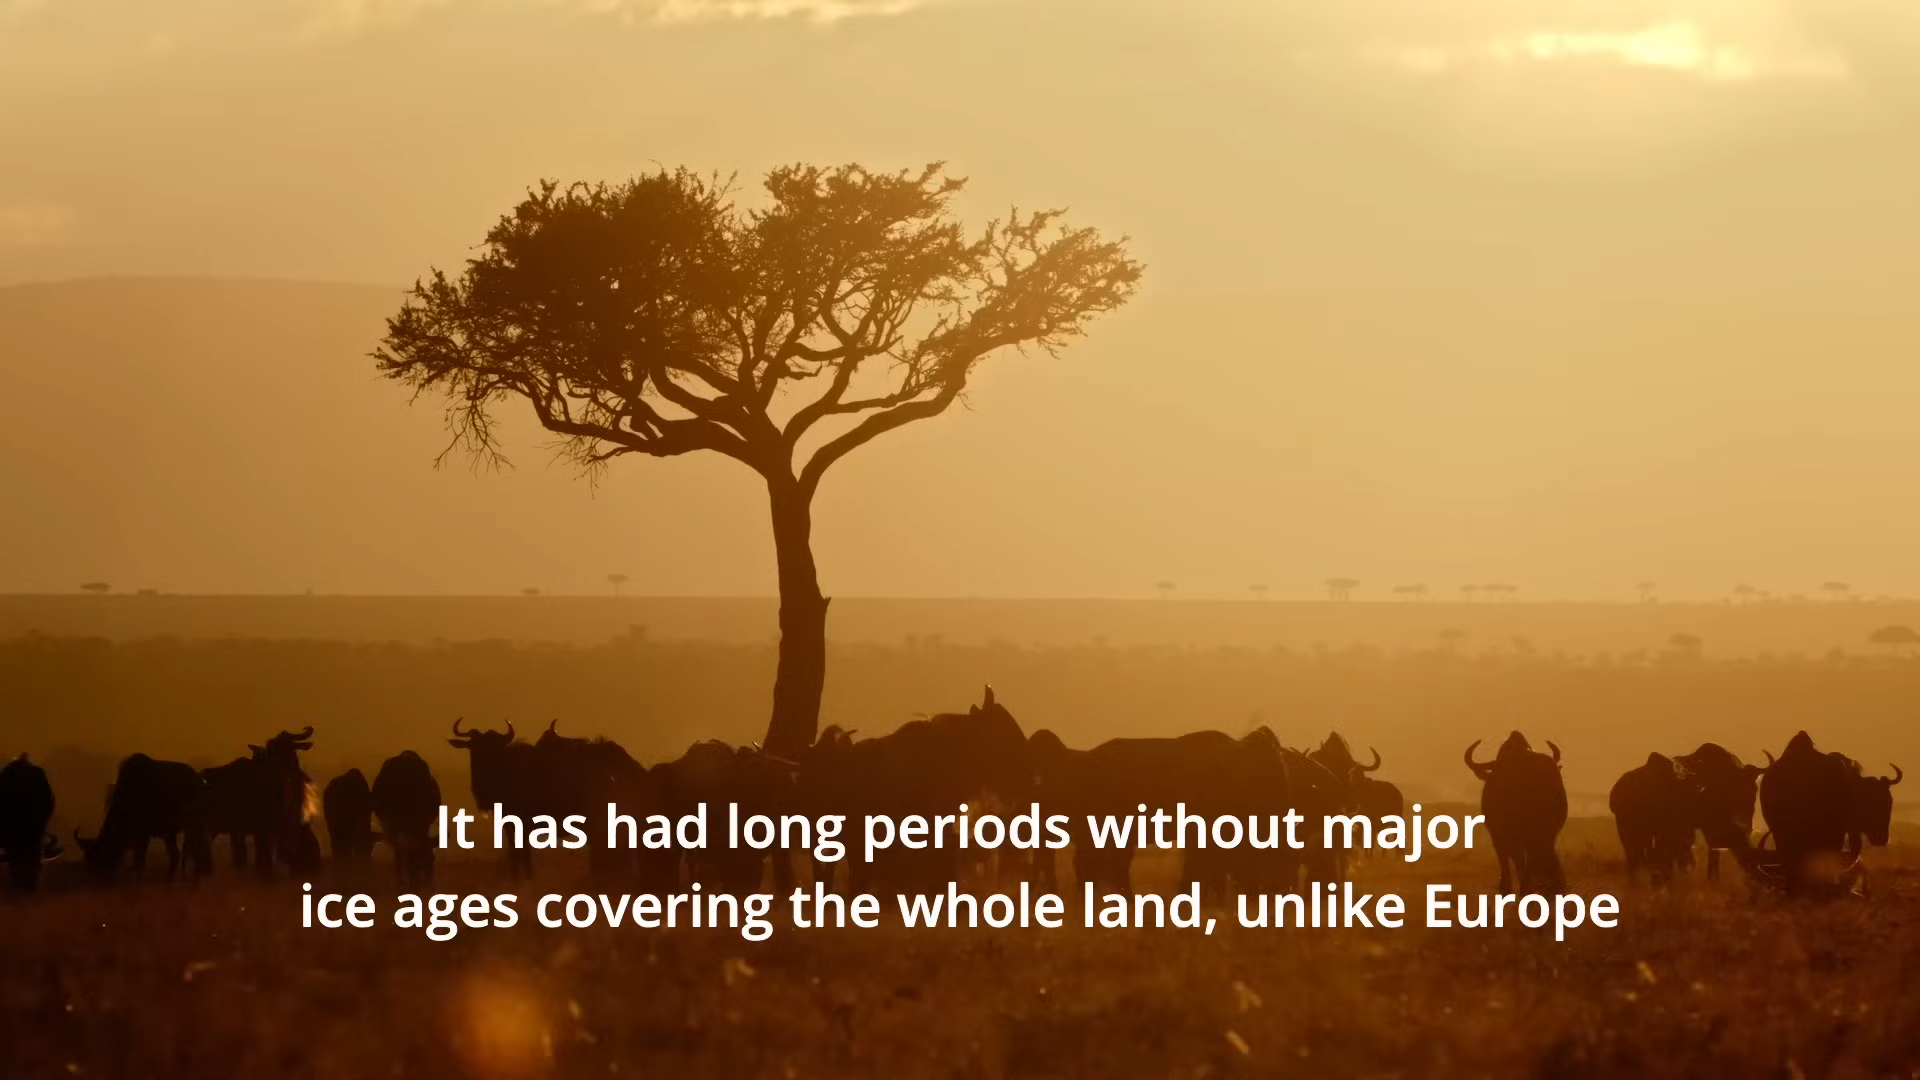 It has had long periods without major
ice ages covering the whole land, unlike Europe